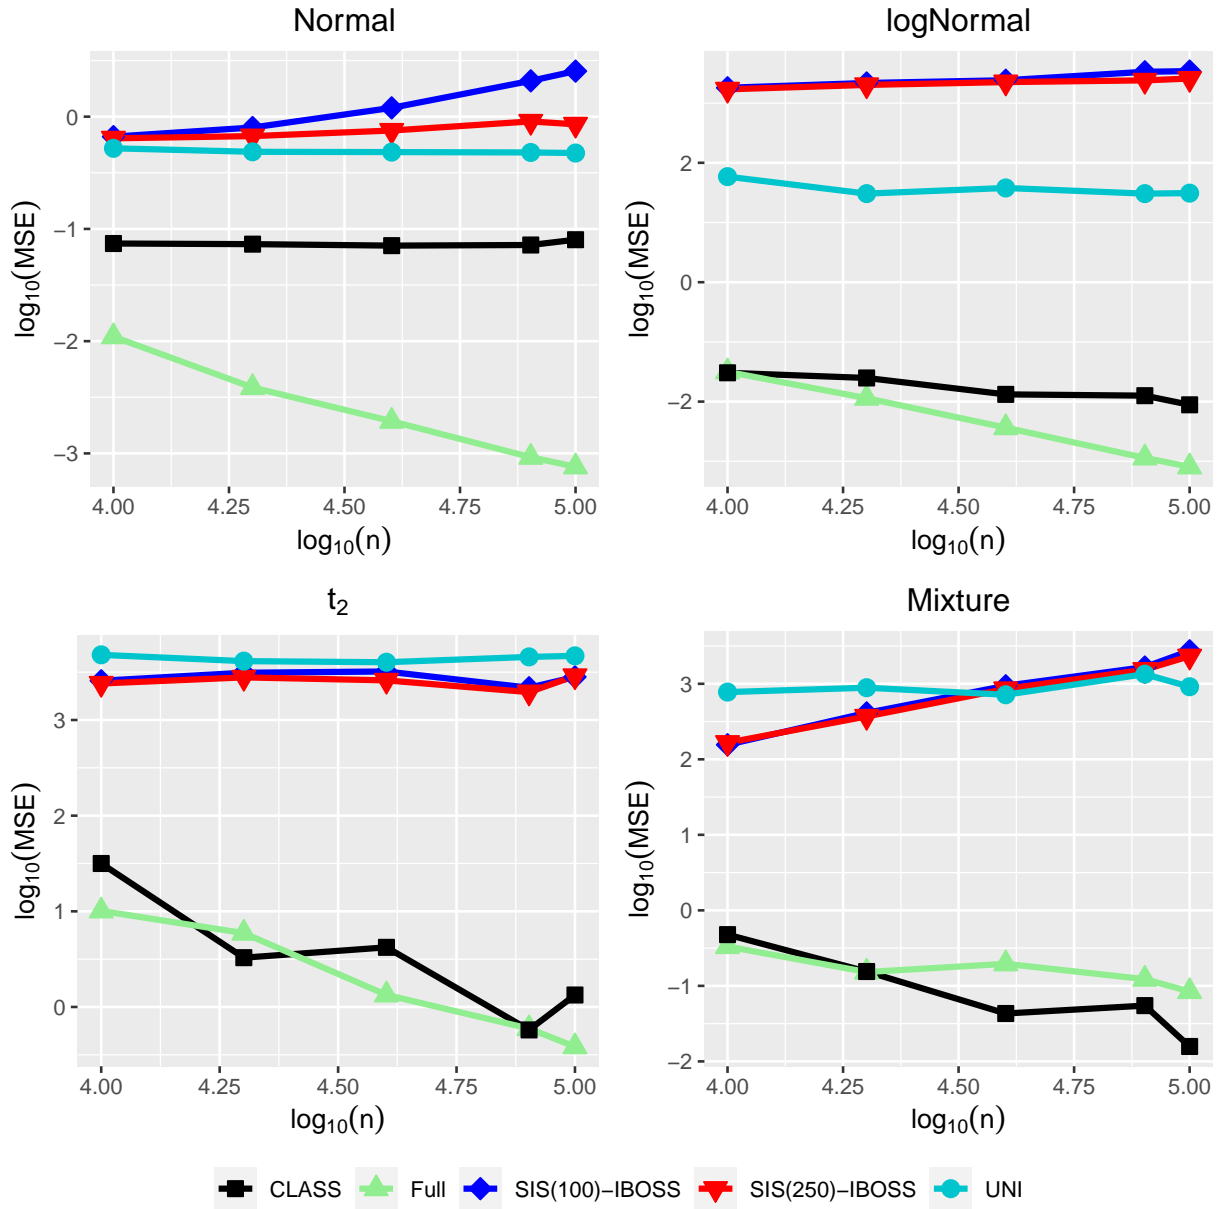 Normal
log10(MSE)
0
−1
−2
−3
4.00 4.25 4.50 4.75 5.00
log10(n)
logNormal
log10(MSE)
2
0
−2
4.00 4.25 4.50 4.75 5.00
log10(n)
t2
log10(MSE)
3
2
1
0
4.00 4.25 4.50 4.75 5.00
log10(n)
Mixture
log10(MSE)
3
2
1
0
−1
−2
4.00 4.25 4.50 4.75 5.00
log10(n)
CLASS Full SIS(100)−IBOSS SIS(250)−IBOSS UNI